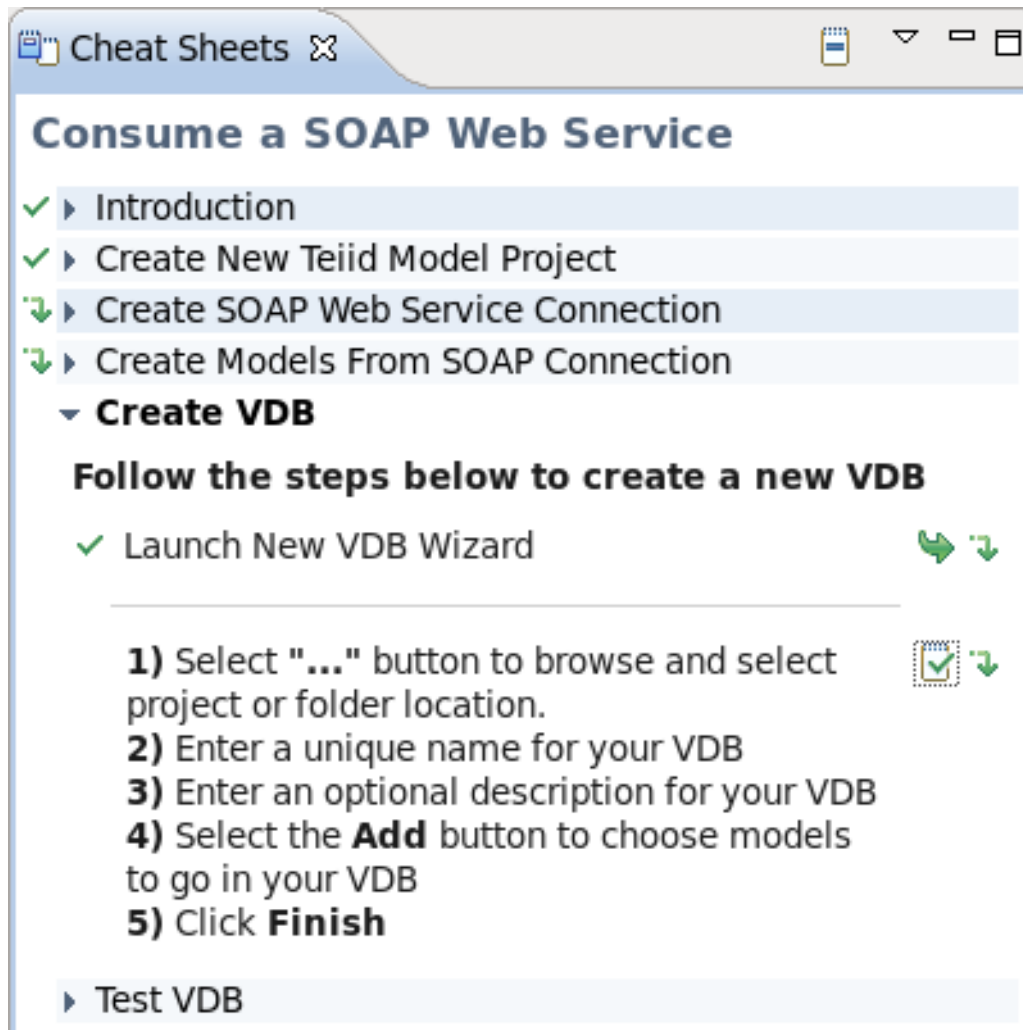 Cheat Sheets
Consume a SOAP Web Service
Introduction
Create New Teiid Model Project
Create SOAP Web Service Connection
Create Models From SOAP Connection
Create VDB
Follow the steps below to create a new VDB
Launch New VDB Wizard
1) Select "..." button to browse and select
project or folder location.
2) Enter a unique name for your VDB
3) Enter an optional description for your VDB
4) Select the Add button to choose models
to go in your VDB
5) Click Finish
Test VDB